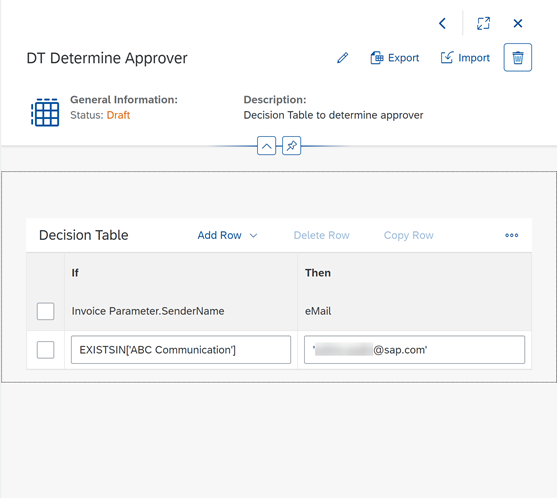 DT Determine Approver
Export
Import
General Information:
Status: Draft
Description:
Decision Table to determine approver
Decision Table
Add Row
Delete Row
Copy Row
If
Then
Invoice Parameter.SenderName
eMail
EXISTSIN['ABC Communication']
'@sap.com'